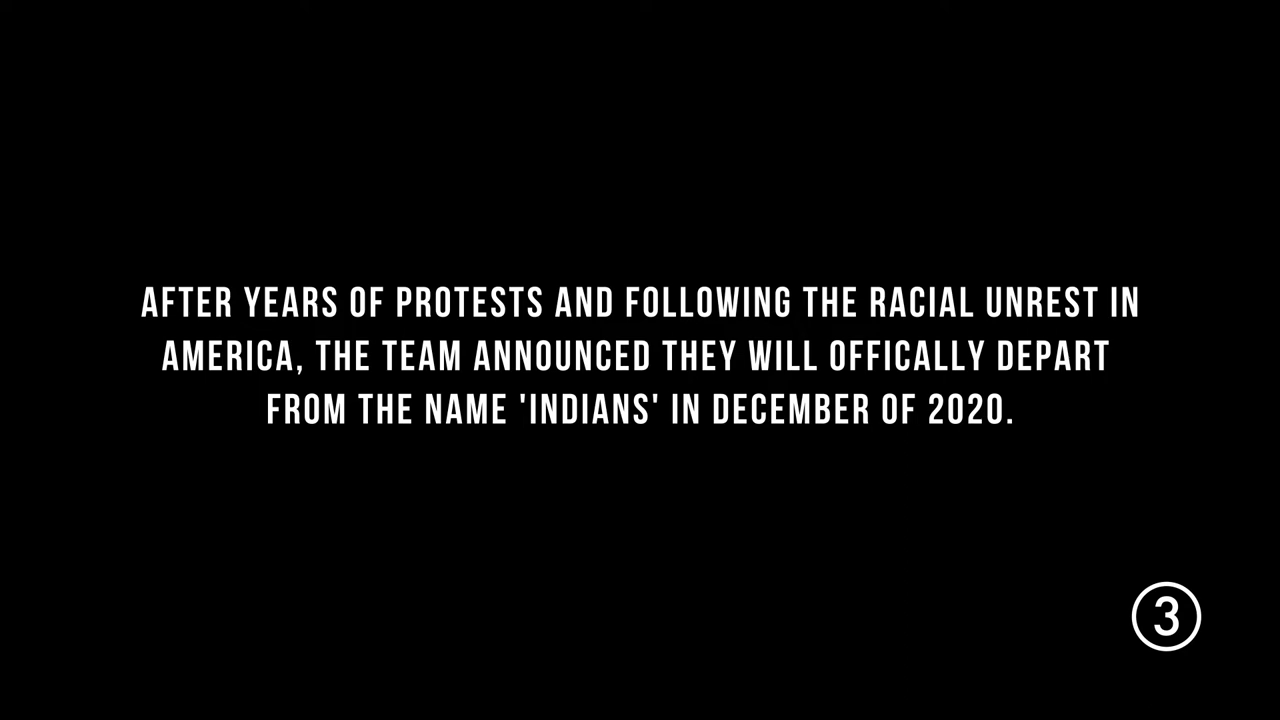 AFTER YEARS OF PROTESTS AND FOLLOWING THE RACIAL UNREST IN
AMERICA, THE TEAM ANNOUNCED THEY WILL OFFICALLY DEPART
FROM THE NAME 'INDIANS' IN DECEMBER OF 2020.
3